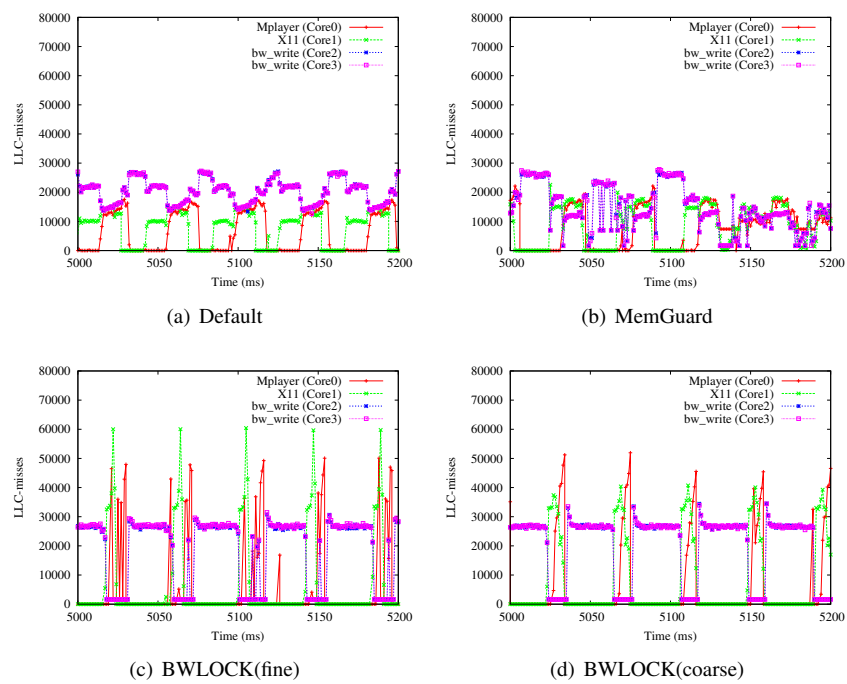 80000
70000
60000
50000
40000
30000
20000
10000
0
LLC-misses
Mplayer (Core0)
X11 (Core1)
bw_write (Core2)
bw_write (Core3)
5000 5050 5100 5150 5200
Time (ms)
(a) Default
80000
70000
60000
50000
40000
30000
20000
10000
0
LLC-misses
Mplayer (Core0)
X11 (Core1)
bw_write (Core2)
bw_write (Core3)
5000 5050 5100 5150 5200
Time (ms)
(b) MemGuard
80000
70000
60000
50000
40000
30000
20000
10000
0
LLC-misses
Mplayer (Core0)
X11 (Core1)
bw_write (Core2)
bw_write (Core3)
5000 5050 5100 5150 5200
Time (ms)
(c) BWLOCK(fine)
80000
70000
60000
50000
40000
30000
20000
10000
0
LLC-misses
Mplayer (Core0)
X11 (Core1)
bw_write (Core2)
bw_write (Core3)
5000 5050 5100 5150 5200
Time (ms)
(d) BWLOCK(coarse)